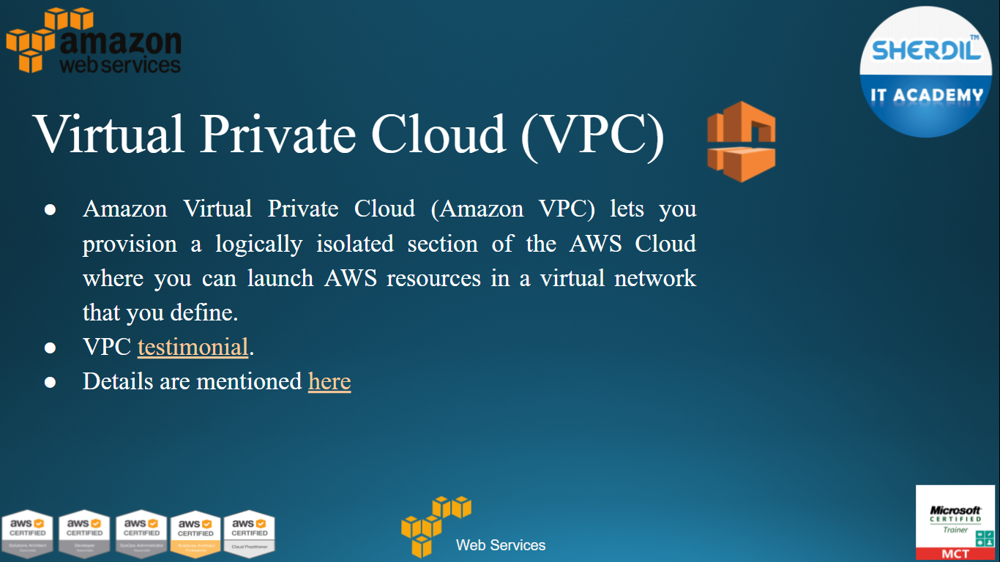 amazon
web services
SHERDIL™
IT ACADEMY
Virtual Private Cloud (VPC)
● Amazon Virtual Private Cloud (Amazon VPC) lets you
provision a logically isolated section of the AWS Cloud
where you can launch AWS resources in a virtual network
that you define.
● VPC testimonial.
● Details are mentioned here
aws
CERTIFIED
Solutions Architect
Associate
aws
CERTIFIED
Developer
Associate
aws
CERTIFIED
SysOps Administrator
Associate
aws
CERTIFIED
Professional
aws
CERTIFIED
Cloud Practitioner
Web Services
Microsoft
CERTIFIED
Trainer
MCT